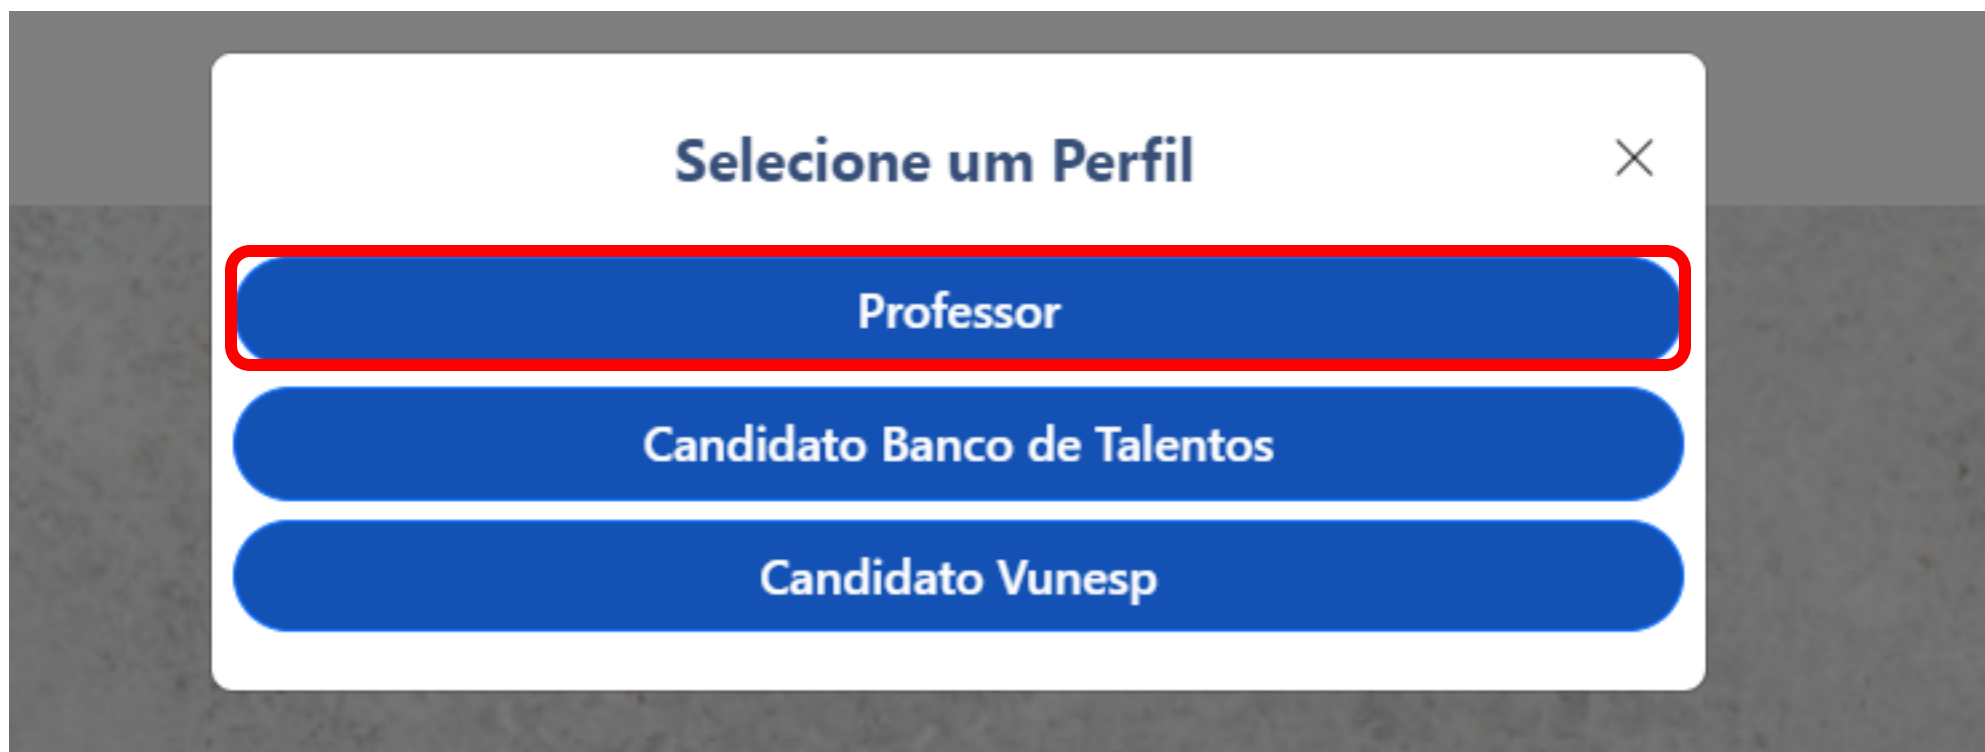 Selecione um Perfil
Professor
Candidato Banco de Talentos
Candidato Vunesp